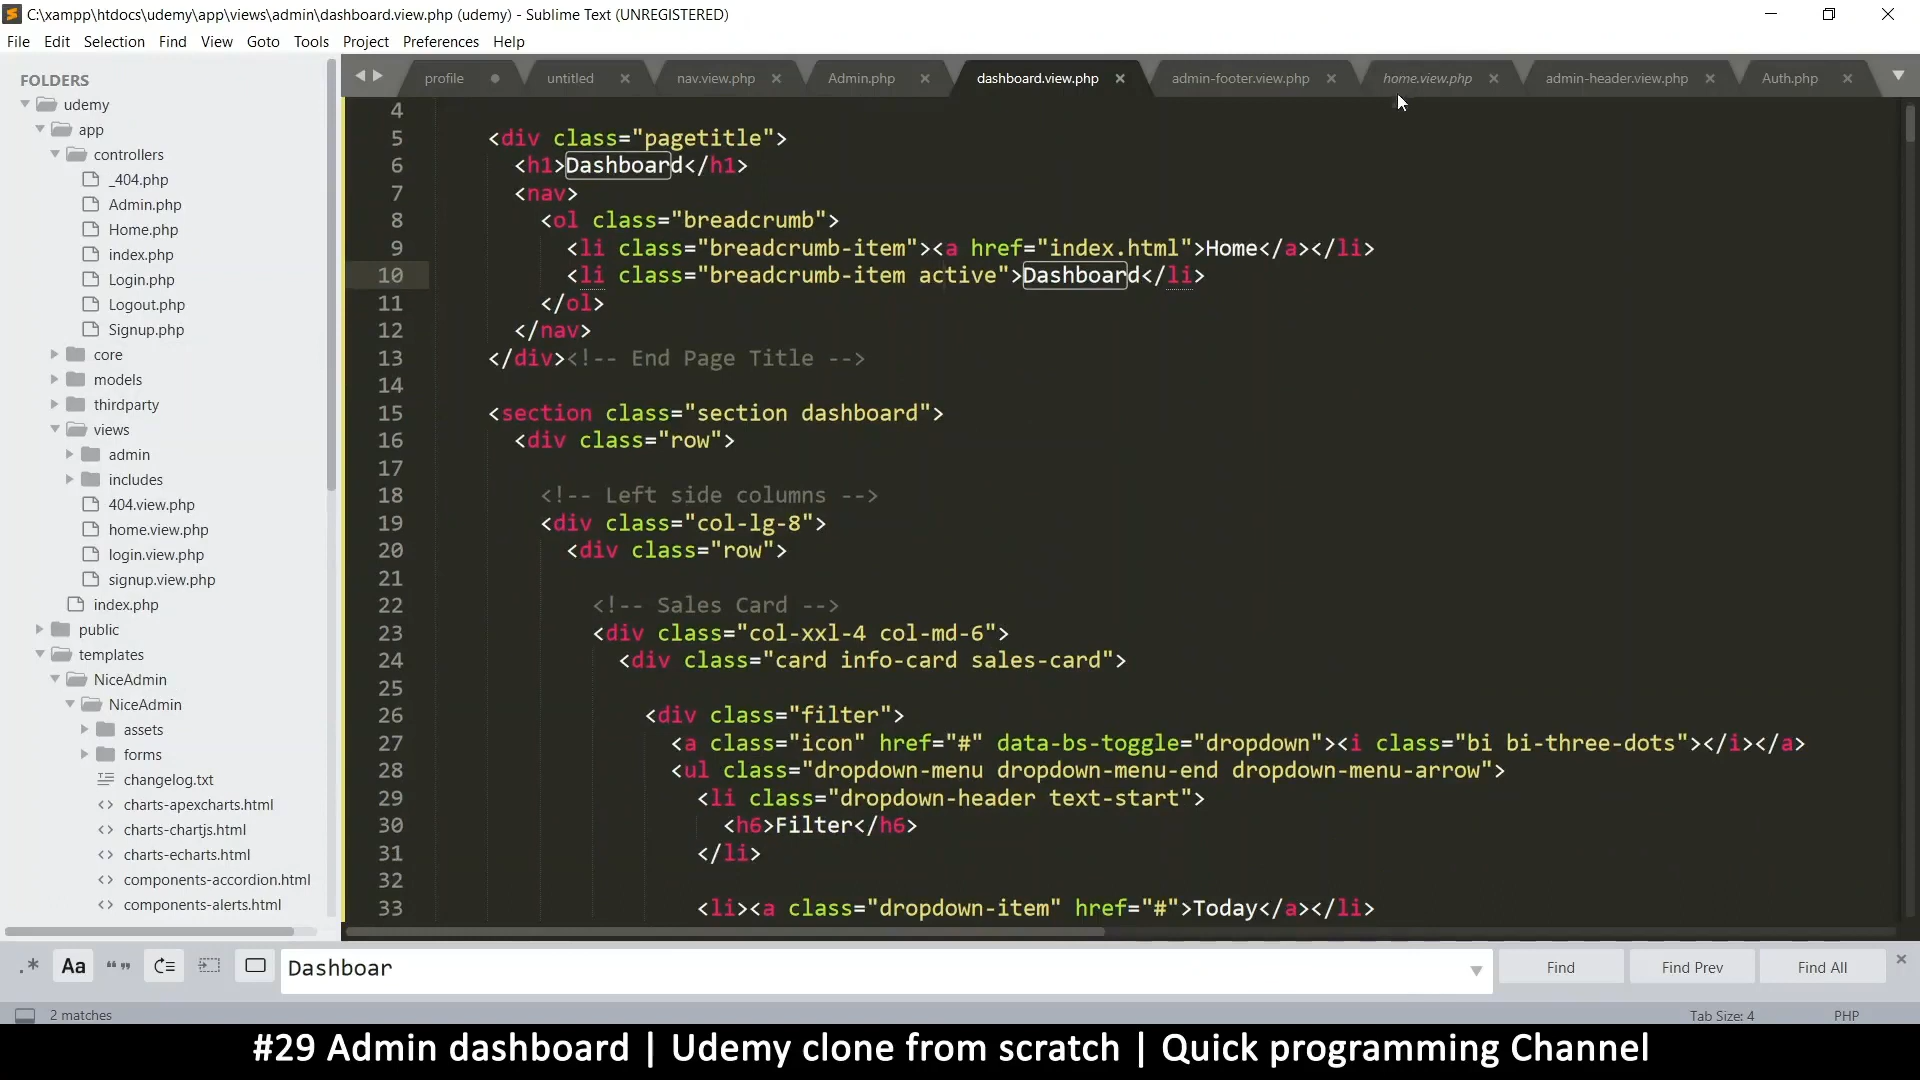 C:\xampp\htdocs\udemy\app\views\admin\dashboard.view.php (udemy) - Sublime Text (UNREGISTERED)
File Edit Selection Find View Goto Tools Project Preferences Help
FOLDERS
udemy
app
controllers
_404.php
Admin.php
Home.php
index.php
Login.php
Logout.php
Signup.php
core
models
thirdparty
views
admin
includes
404.view.php
home.view.php
login.view.php
signup.view.php
index.php
public
templates
NiceAdmin
NiceAdmin
assets
forms
changelog.txt
charts-apexcharts.html
charts-chartjs.html
charts-echarts.html
components-accordion.html
components-alerts.html
profile untitled nav.view.php Admin.php dashboard.view.php admin-footer.view.php home.view.php admin-header.view.php Auth.php
4
5 <div class="pagetitle">
6 <h1>Dashboard</h1>
7 <nav>
8 <ol class="breadcrumb">
9 <li class="breadcrumb-item"><a href="index.html">Home</a></li>
10 <li class="breadcrumb-item active">Dashboard</li>
11 </ol>
12 </nav>
13 </div><!-- End Page Title -->
14
15 <section class="section dashboard">
16 <div class="row">
17
18 <!-- Left side columns -->
19 <div class="col-lg-8">
20 <div class="row">
21
22 <!-- Sales Card -->
23 <div class="col-xxl-4 col-md-6">
24 <div class="card info-card sales-card">
25
26 <div class="filter">
27 <a class="icon" href="#" data-bs-toggle="dropdown"><i class="bi bi-three-dots"></i></a>
28 <ul class="dropdown-menu dropdown-menu-end dropdown-menu-arrow">
29 <li class="dropdown-header text-start">
30 <h6>Filter</h6>
31 </li>
32
33 <li><a class="dropdown-item" href="#">Today</a></li>
.* Aa “” Dashboar Find Find Prev Find All
2 matches Tab Size: 4 PHP
#29 Admin dashboard | Udemy clone from scratch | Quick programming Channel